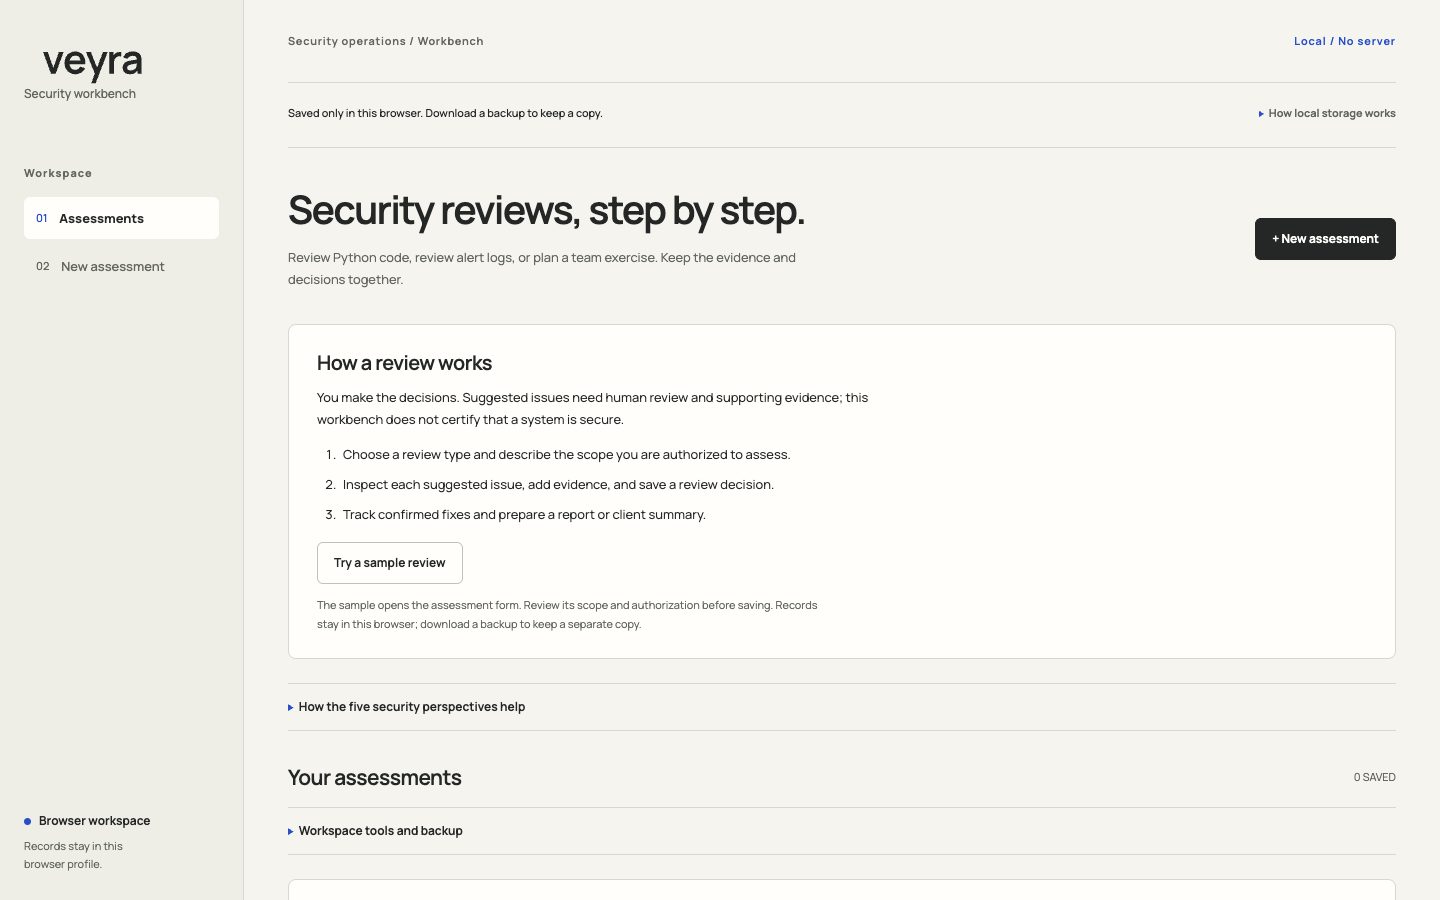 veyra
Security workbench
Workspace
01 Assessments
02 New assessment
Browser workspace
Records stay in this
browser profile.
Security operations / Workbench
Local / No server
Saved only in this browser. Download a backup to keep a copy.
How local storage works
Security reviews, step by step.
Review Python code, review alert logs, or plan a team exercise. Keep the evidence and
decisions together.
+ New assessment
How a review works
You make the decisions. Suggested issues need human review and supporting evidence; this
workbench does not certify that a system is secure.
1. Choose a review type and describe the scope you are authorized to assess.
2. Inspect each suggested issue, add evidence, and save a review decision.
3. Track confirmed fixes and prepare a report or client summary.
Try a sample review
The sample opens the assessment form. Review its scope and authorization before saving. Records
stay in this browser; download a backup to keep a separate copy.
How the five security perspectives help
Your assessments
0 SAVED
Workspace tools and backup